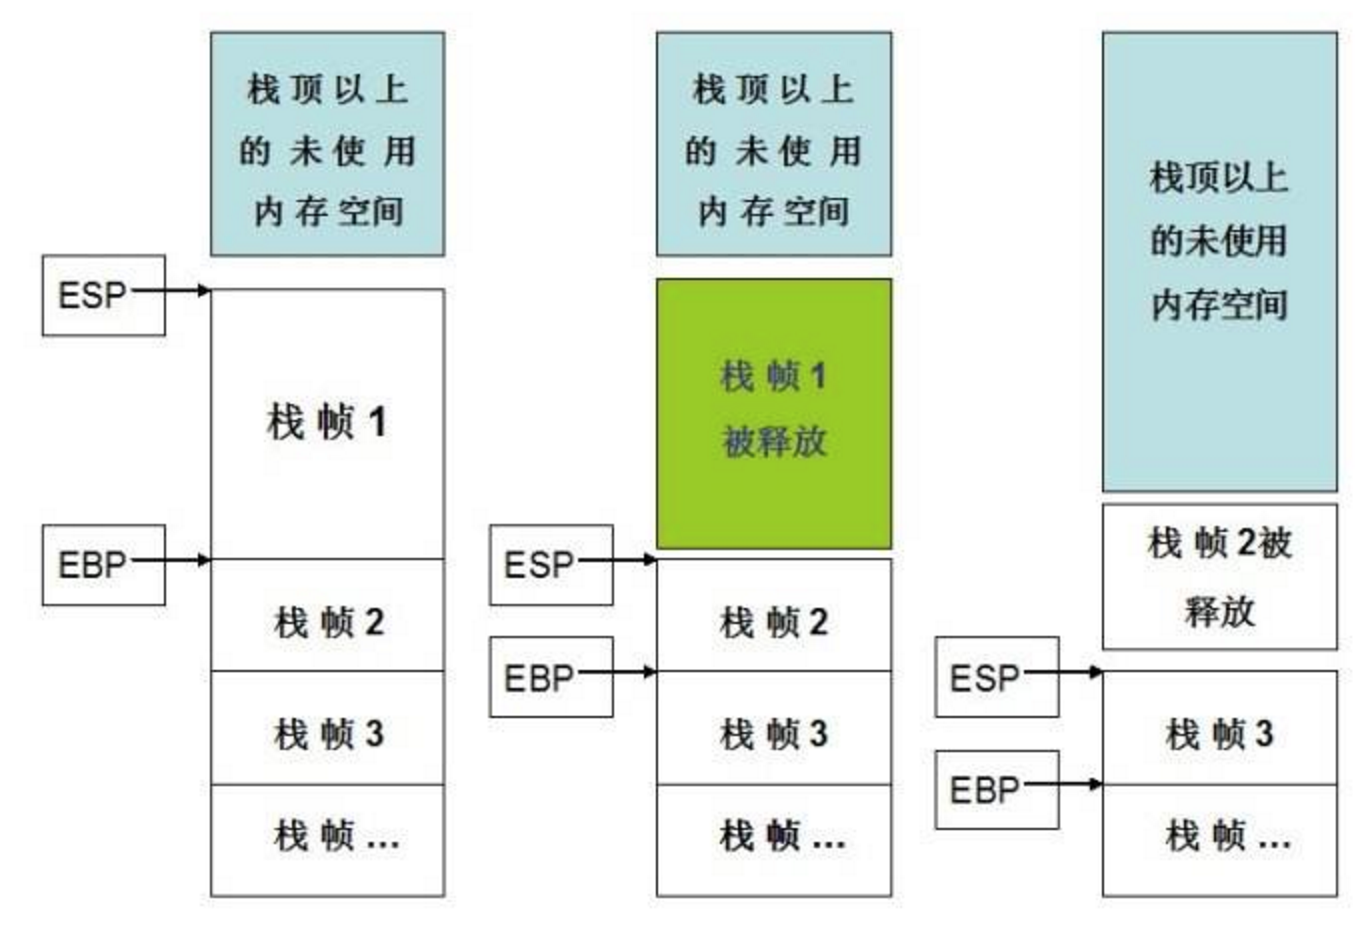 栈顶以上
的未使用
内存空间
ESP
栈帧1
EBP
栈帧2
栈帧3
栈帧...
栈顶以上
的未使用
内存空间
栈帧1
被释放
ESP
栈帧2
EBP
栈帧3
栈帧...
栈顶以上
的未使用
内存空间
栈帧2被
释放
ESP
栈帧3
EBP
栈帧...